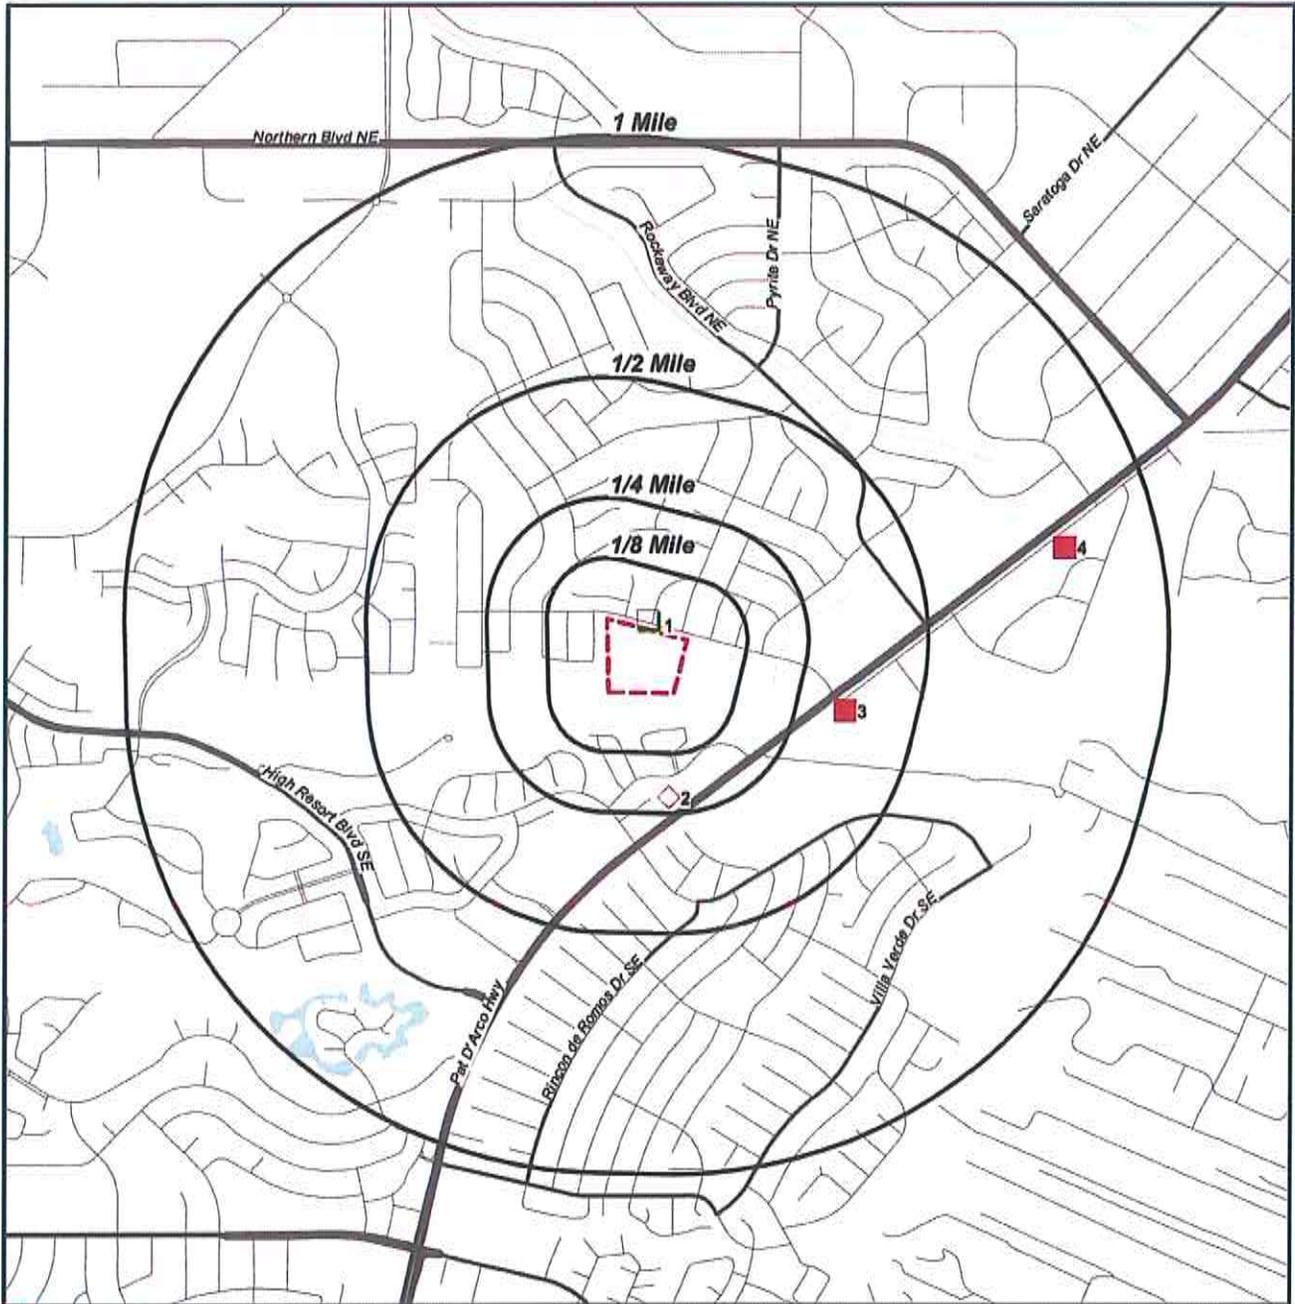 1 Mile
Northern Blvd NE
Saratoga Dr NE
Rockaway Blvd NE
Pyrite Dr NE
1/2 Mile
1/4 Mile
1/8 Mile
4
1
3
High Resort Blvd SE
2
Villa Verde Dr SE
Rincon de Romos Dr SE
Pat D'Arco Hwy